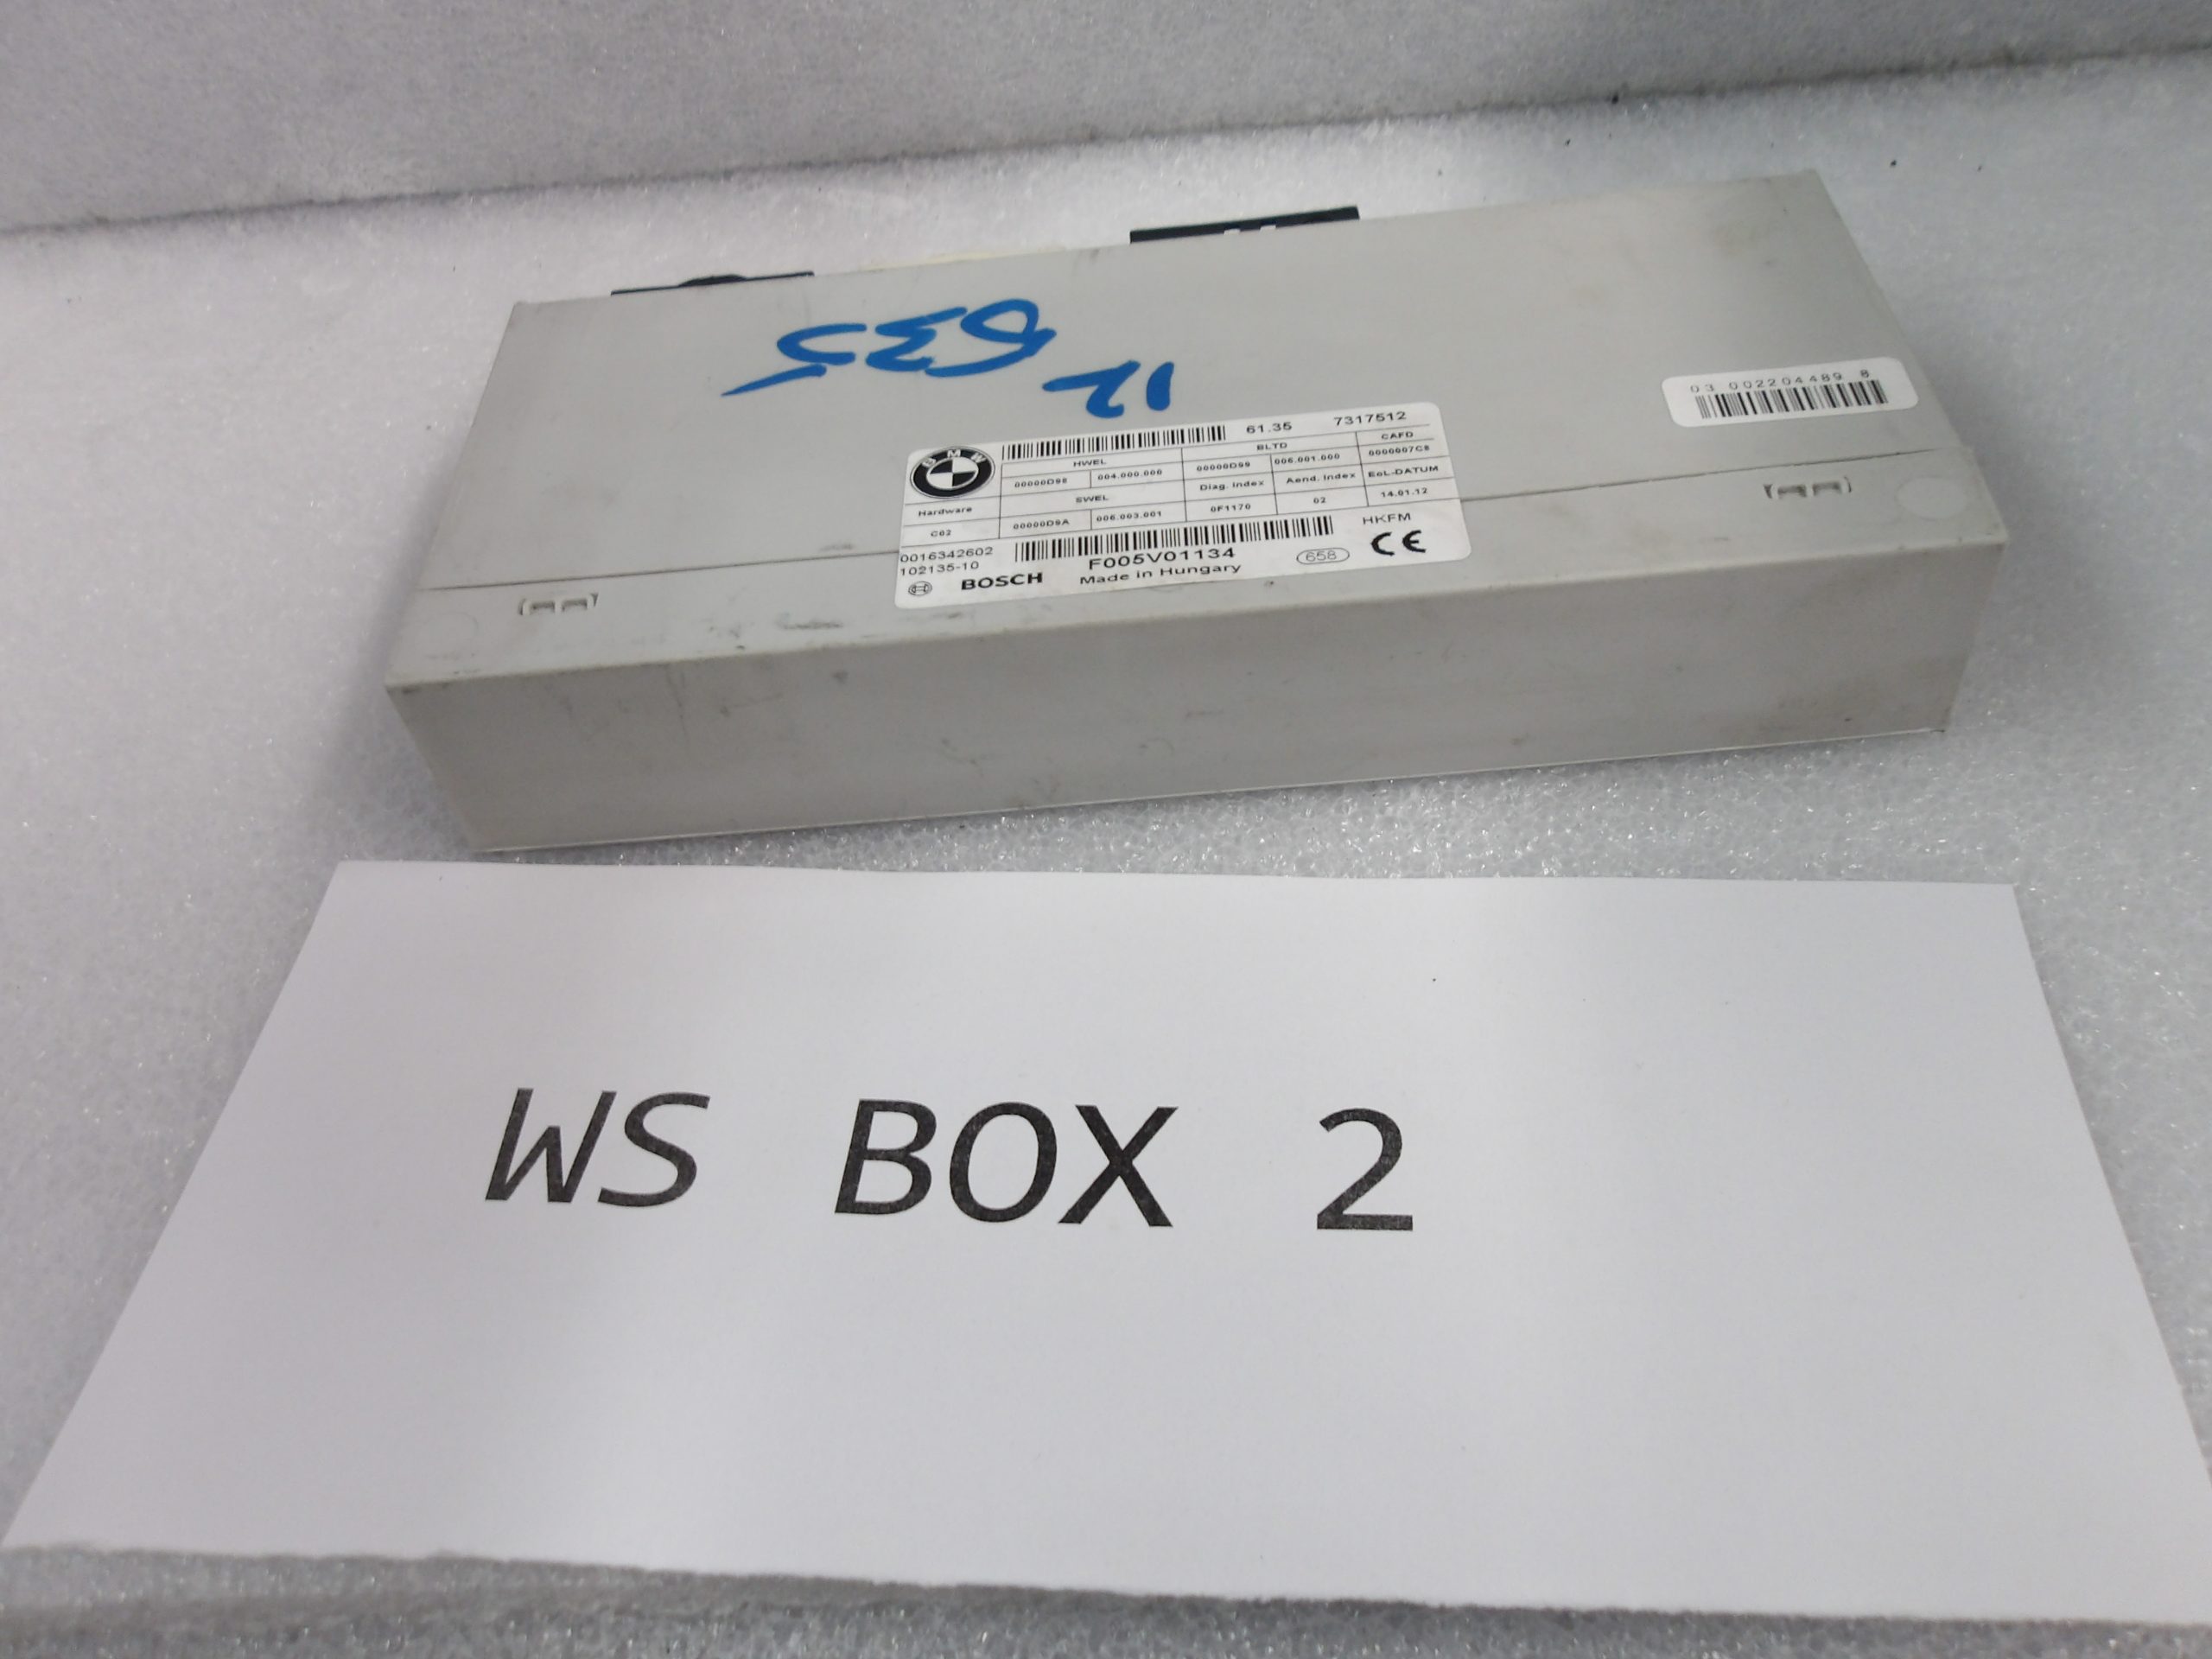 12
535
03 002204489 8
BMW
61.35 7317512
HWEL BLTD CAFD
00000D98 004.000.000 00000D99 006.001.000 0000007C8
Hardware SWEL Diag. Index Aend. Index EoL-DATUM
C02 00000D9A 006.003.001 0F1170 02 14.01.12
0016342602 HKFM
102135-10 F005V01134 658 CE
BOSCH Made in Hungary
WS BOX 2